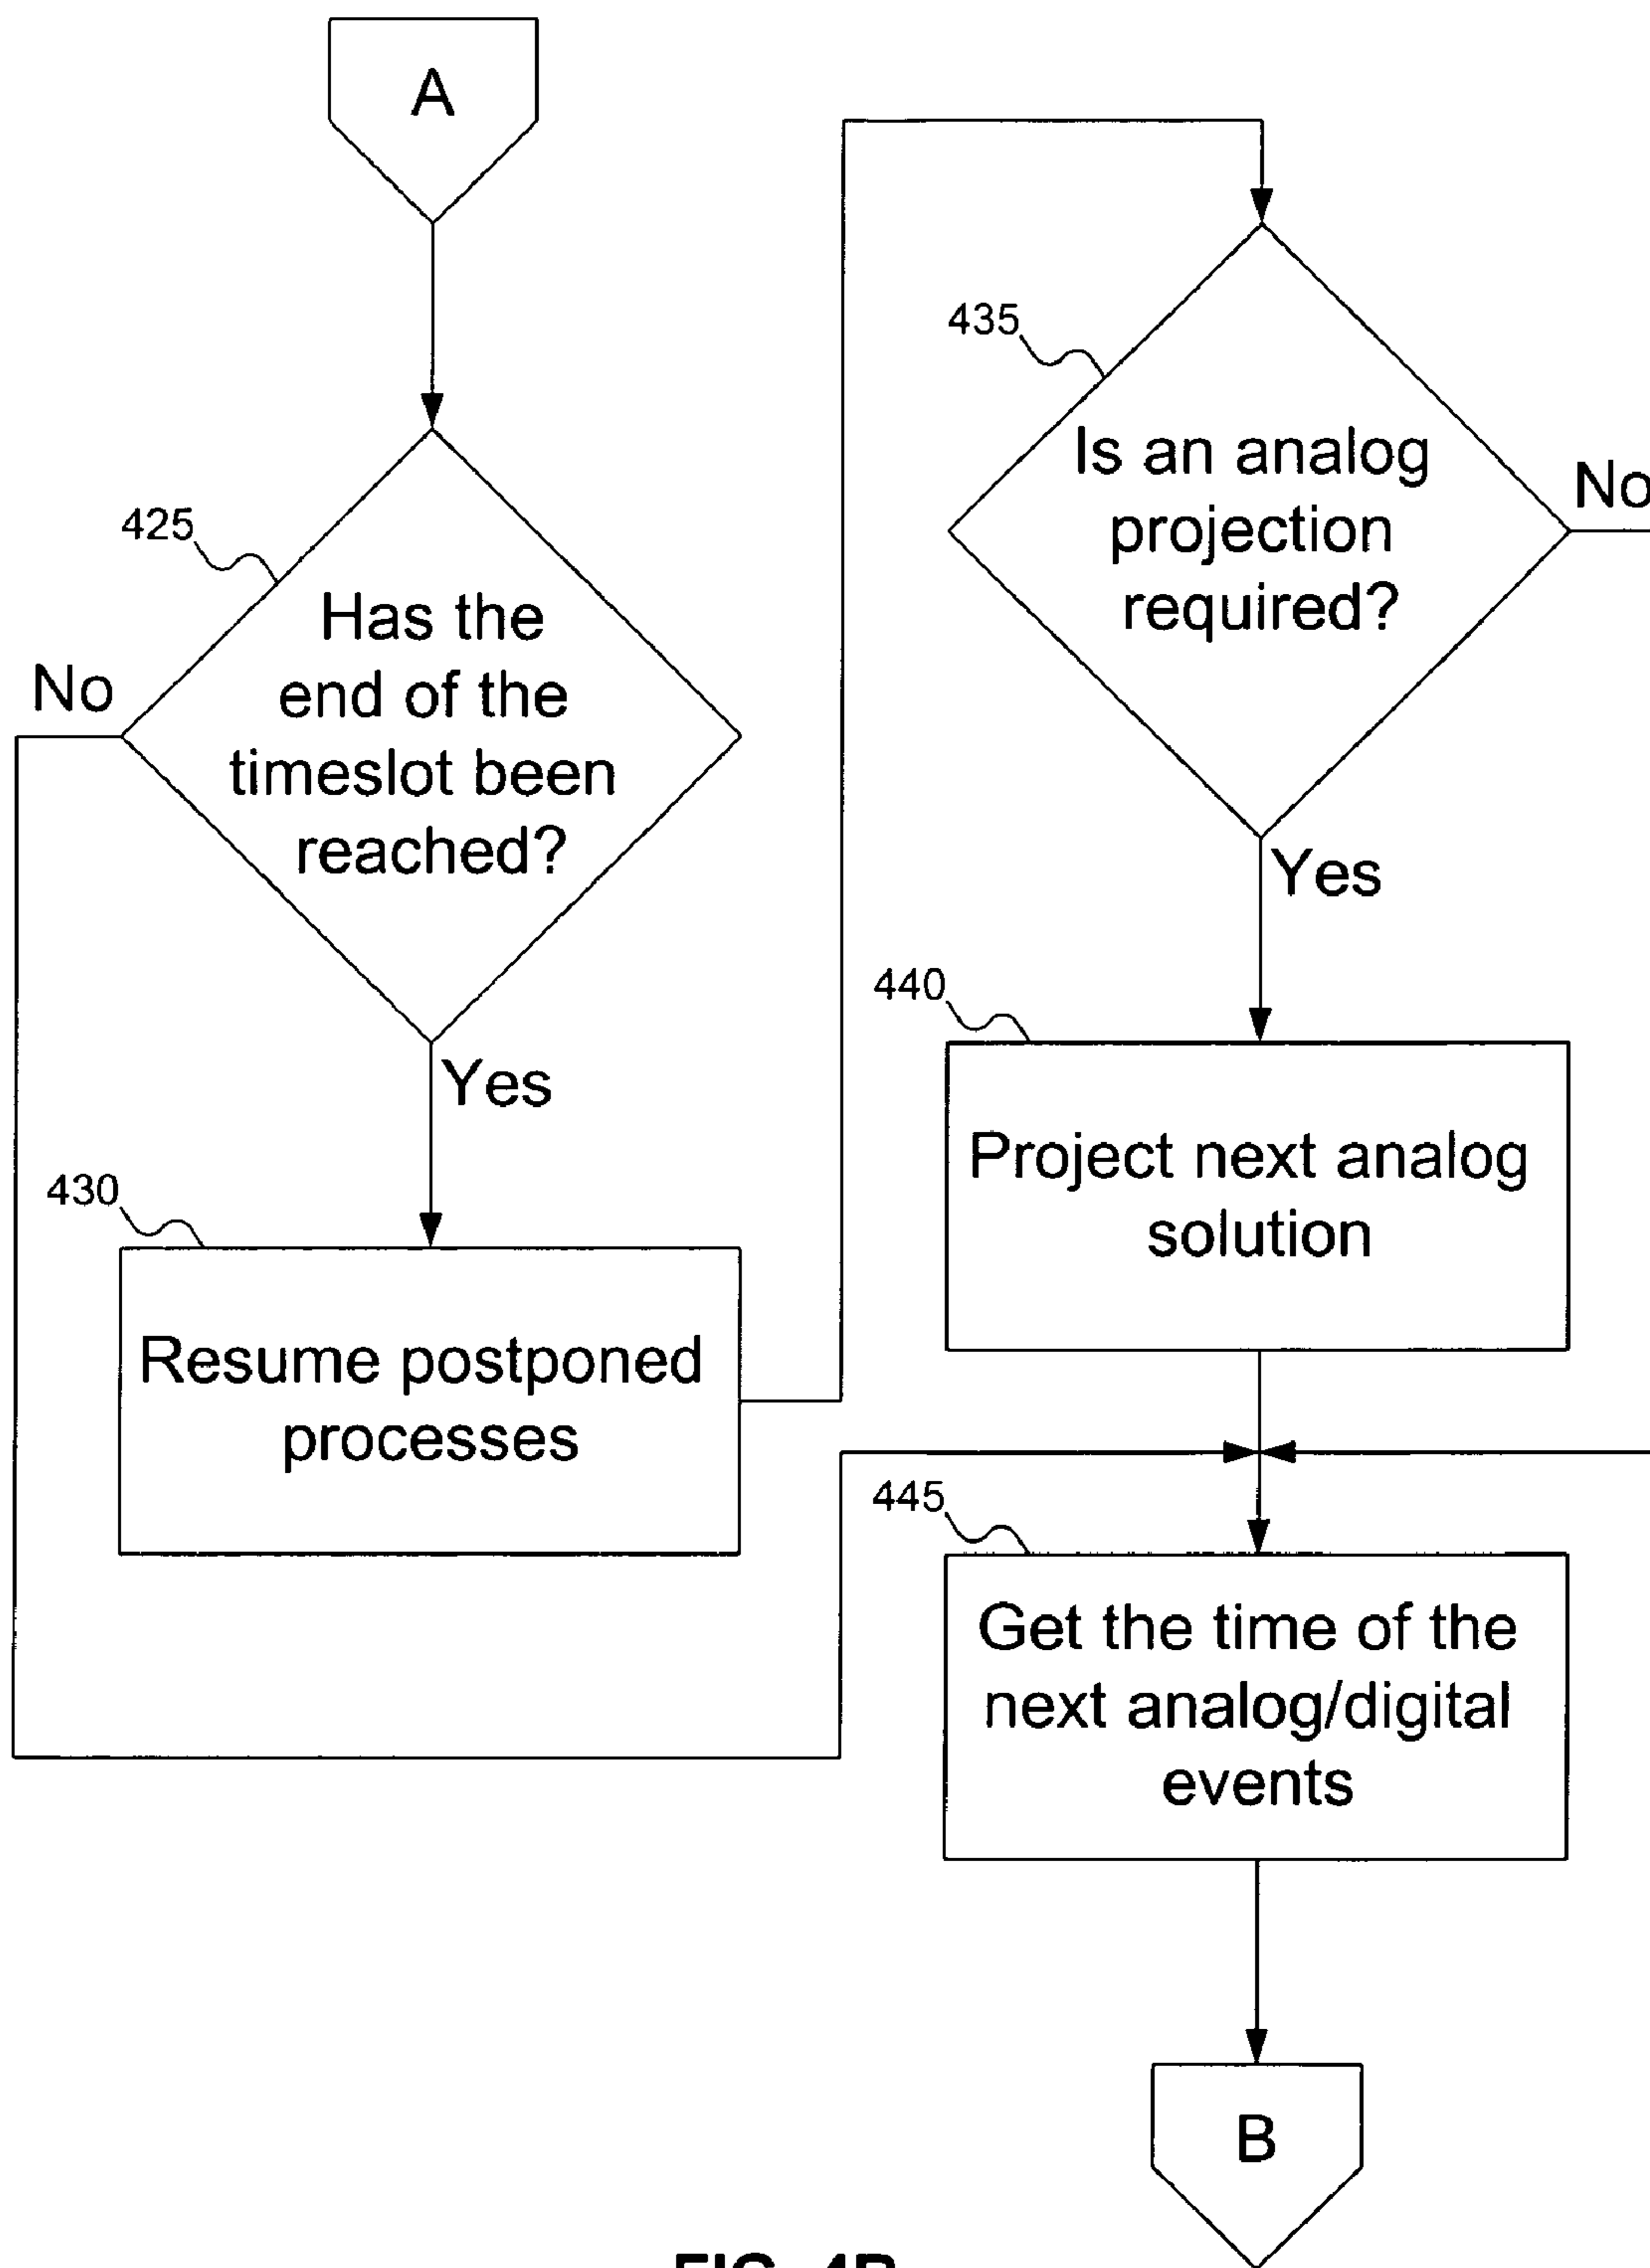 A
425
Has the
end of the
timeslot been
reached?
No
Yes
430
Resume postponed
processes
435
Is an analog
projection
required?
No
Yes
440
Project next analog
solution
445
Get the time of the
next analog/digital
events
B
FIG. 4B